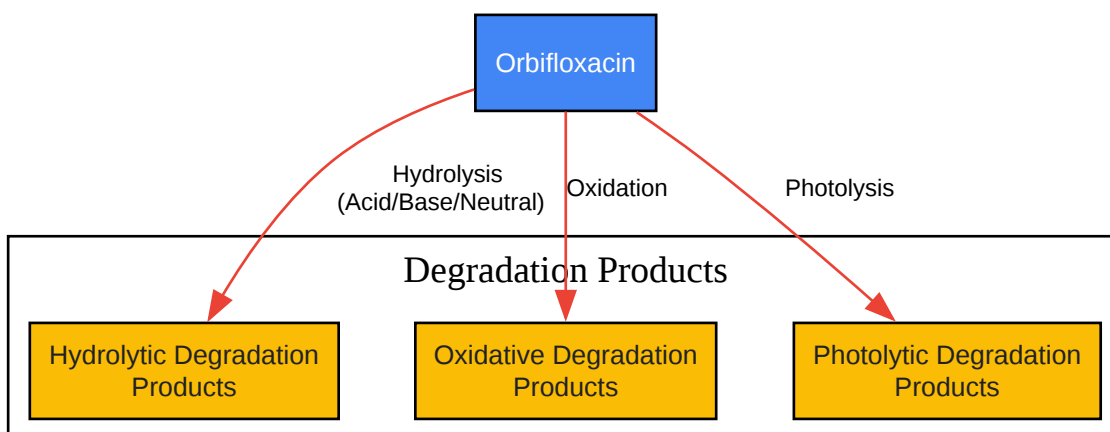 Orbifloxacin
Hydrolysis
(Acid/Base/Neutral)
Oxidation
Photolysis
Degradation Products
Hydrolytic Degradation
Products
Oxidative Degradation
Products
Photolytic Degradation
Products